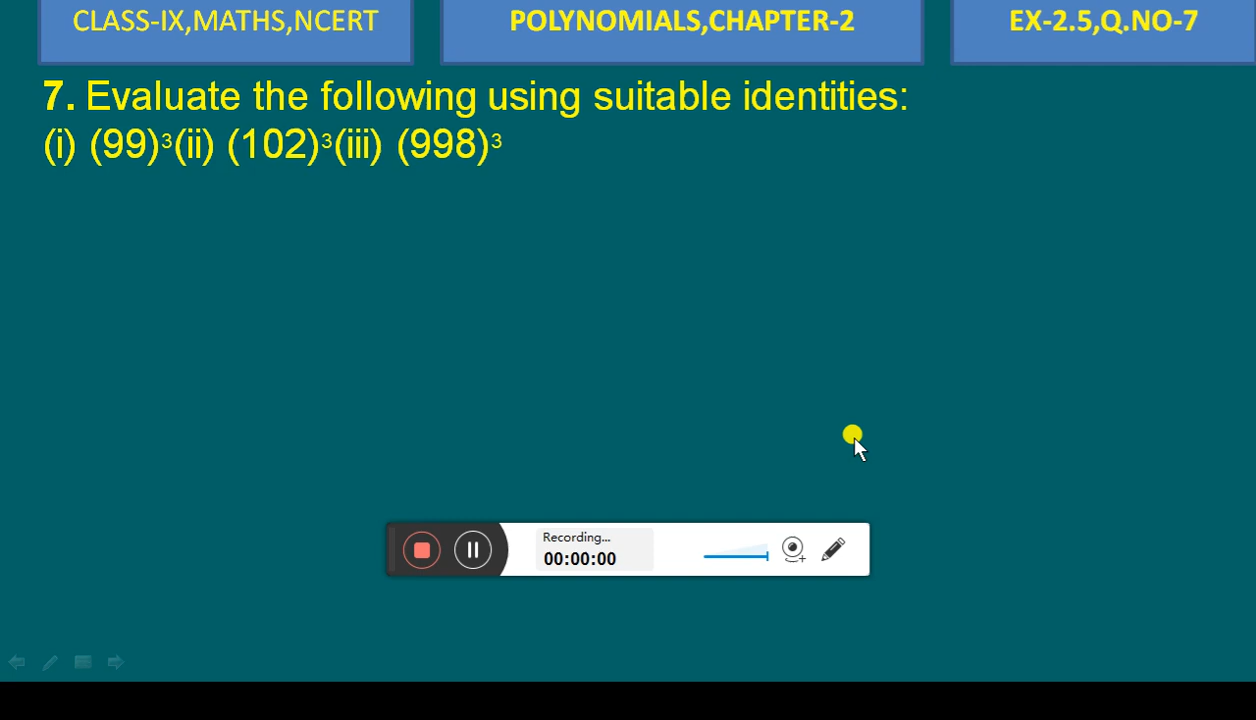 CLASS-IX,MATHS,NCERT POLYNOMIALS,CHAPTER-2 EX-2.5,Q.NO-7
7. Evaluate the following using suitable identities:
(i) (99)³(ii) (102)³(iii) (998)³
Recording...
00:00:00